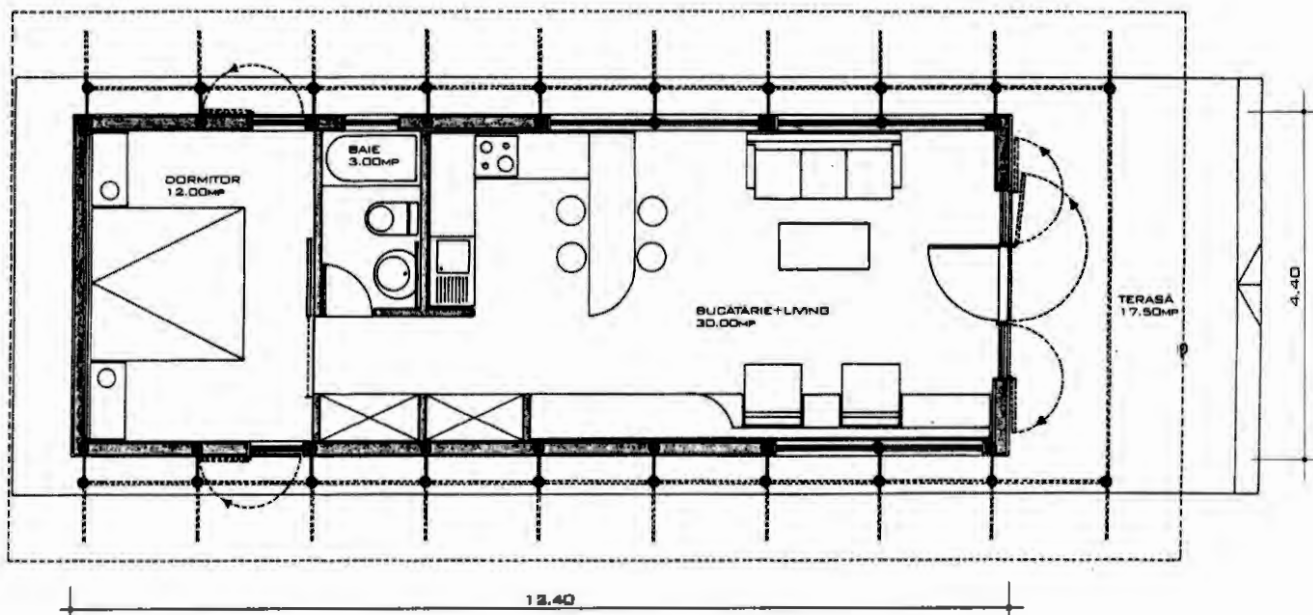 BAIE
3.00MP
DORMITOR
12.00MP
BUCĂTĂRIE+LIVING
30.00MP
TERASĂ
17.50MP
4.40
12.40